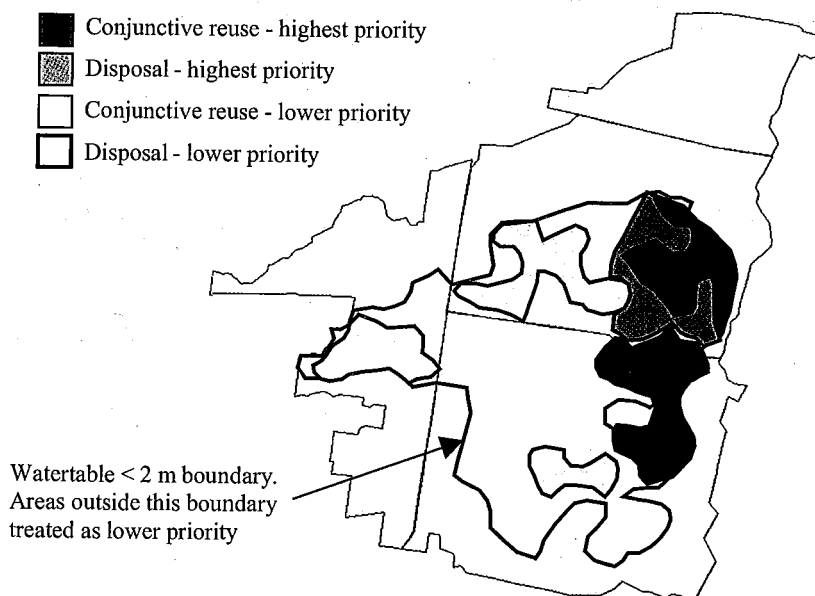 Conjunctive reuse - highest priority
Disposal - highest priority
Conjunctive reuse - lower priority
Disposal - lower priority
Watertable < 2 m boundary.
Areas outside this boundary
treated as lower priority